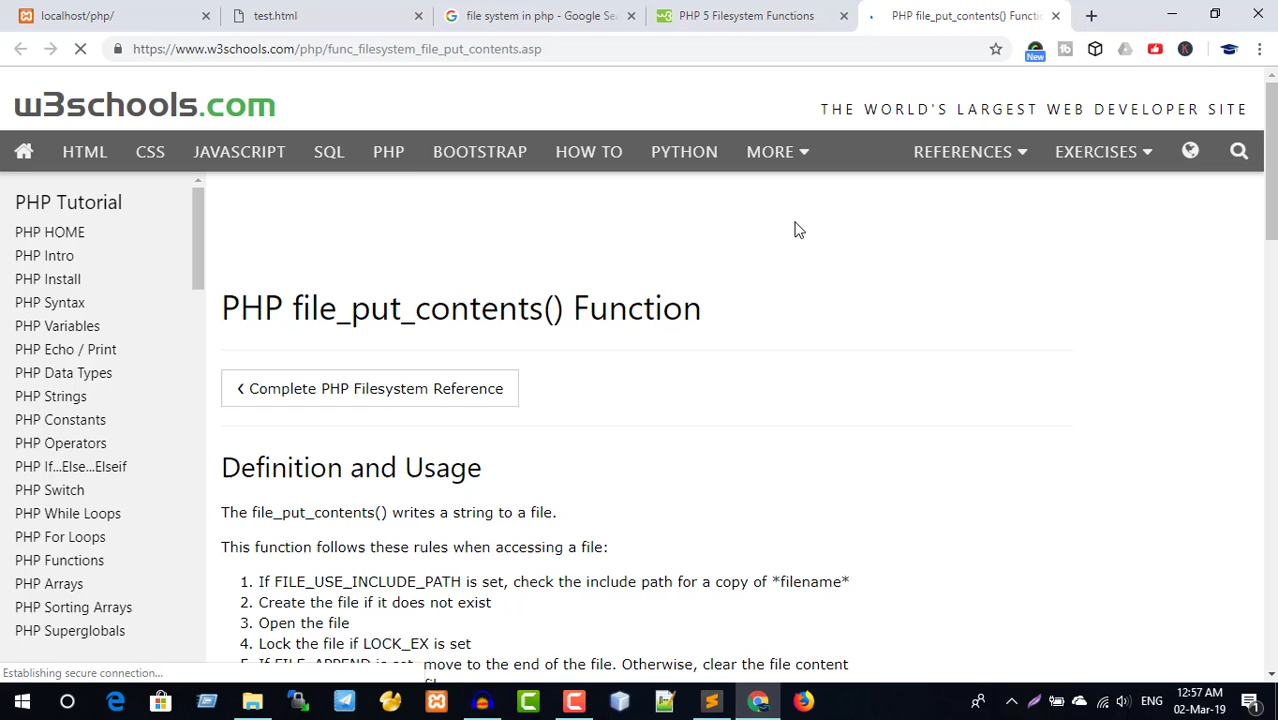 localhost/php/
test.html
file system in php - Google Se
PHP 5 Filesystem Functions
PHP file_put_contents() Functi
https://www.w3schools.com/php/func_filesystem_file_put_contents.asp
New
w3schools.com
THE WORLD'S LARGEST WEB DEVELOPER SITE
HTML CSS JAVASCRIPT SQL PHP BOOTSTRAP HOW TO PYTHON MORE REFERENCES EXERCISES
PHP Tutorial
PHP HOME
PHP Intro
PHP Install
PHP Syntax
PHP Variables
PHP Echo / Print
PHP Data Types
PHP Strings
PHP Constants
PHP Operators
PHP If...Else...Elseif
PHP Switch
PHP While Loops
PHP For Loops
PHP Functions
PHP Arrays
PHP Sorting Arrays
PHP Superglobals
PHP file_put_contents() Function
❮ Complete PHP Filesystem Reference
Definition and Usage
The file_put_contents() writes a string to a file.
This function follows these rules when accessing a file:
1. If FILE_USE_INCLUDE_PATH is set, check the include path for a copy of *filename*
2. Create the file if it does not exist
3. Open the file
4. Lock the file if LOCK_EX is set
5. If FILE_APPEND is set, move to the end of the file. Otherwise, clear the file content
Establishing secure connection...
ENG
12:57 AM
02-Mar-19
1